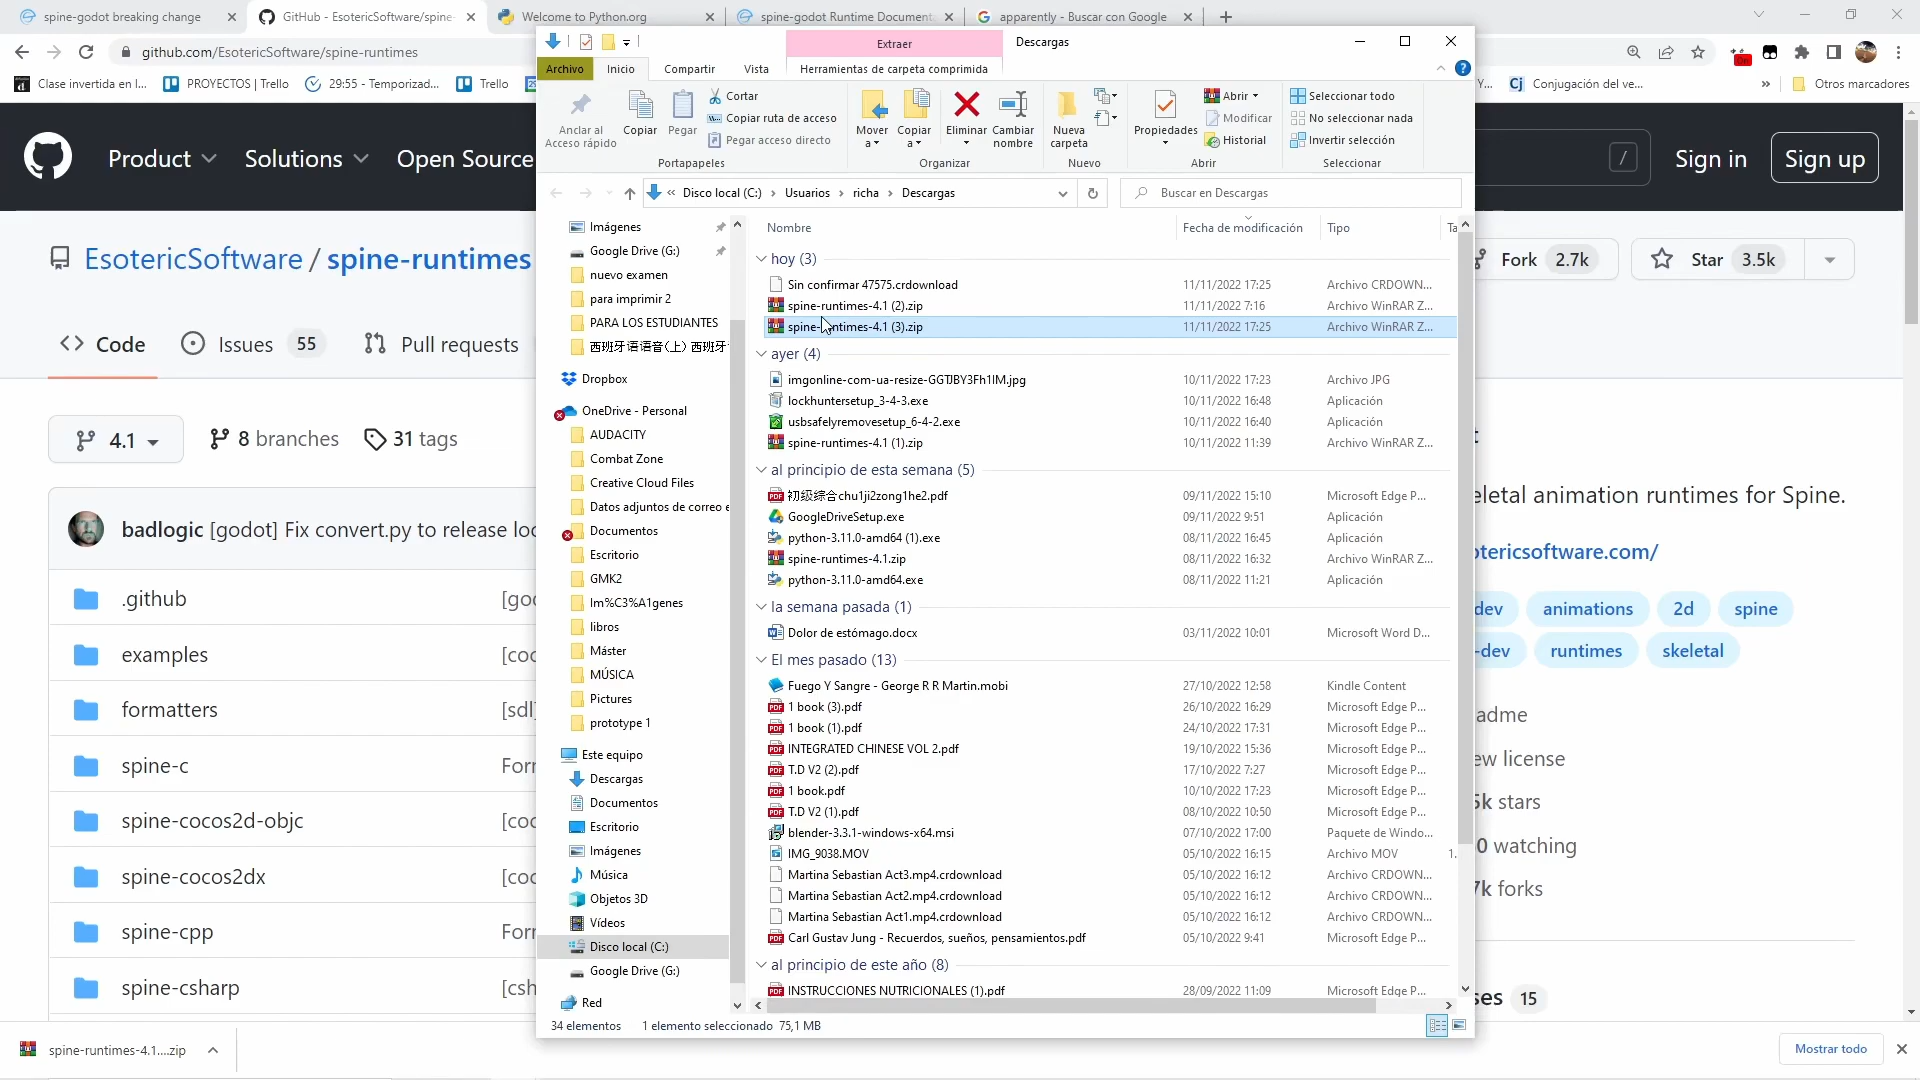 spine-godot breaking change
GitHub - EsotericSoftware/spine-
Welcome to Python.org
spine-godot Runtime Document
apparently - Buscar con Google
github.com/EsotericSoftware/spine-runtimes
Clase invertida en l...
PROYECTOS | Trello
29:55 - Temporizad...
Trello
Y...
Conjugación del ve...
Otros marcadores
Product
Solutions
Open Source
/
Sign in
Sign up
EsotericSoftware / spine-runtimes
Fork 2.7k
Star 3.5k
Code
Issues 55
Pull requests
4.1
8 branches
31 tags
badlogic [godot] Fix convert.py to release loc
.github
[goc
examples
[coc
formatters
[sdl]
spine-c
For
spine-cocos2d-objc
[coc
spine-cocos2dx
[coc
spine-cpp
For
spine-csharp
[csh
t
eletal animation runtimes for Spine.
otericsoftware.com/
dev
animations
2d
spine
-dev
runtimes
skeletal
adme
ew license
5k stars
0 watching
7k forks
ses 15
Extraer
Descargas
Archivo
Inicio
Compartir
Vista
Herramientas de carpeta comprimida
Anclar al Acceso rápido
Copiar
Pegar
Cortar
Copiar ruta de acceso
Pegar acceso directo
Portapapeles
Mover a
Copiar a
Eliminar
Cambiar nombre
Organizar
Nueva carpeta
Nuevo
Propiedades
Abrir
Modificar
Historial
Abrir
Seleccionar todo
No seleccionar nada
Invertir selección
Seleccionar
« Disco local (C:) > Usuarios > richa > Descargas
Buscar en Descargas
Imágenes
Google Drive (G:)
nuevo examen
para imprimir 2
PARA LOS ESTUDIANTES
西班牙语语音(上) 西班牙
Dropbox
OneDrive - Personal
AUDACITY
Combat Zone
Creative Cloud Files
Datos adjuntos de correo e
Documentos
Escritorio
GMK2
Im%C3%A1genes
libros
Máster
MÚSICA
Pictures
prototype 1
Este equipo
Descargas
Documentos
Escritorio
Imágenes
Música
Objetos 3D
Vídeos
Disco local (C:)
Google Drive (G:)
Red
Nombre Fecha de modificación Tipo Ta
hoy (3)
Sin confirmar 47575.crdownload 11/11/2022 17:25 Archivo CRDOWN...
spine-runtimes-4.1 (2).zip 11/11/2022 7:16 Archivo WinRAR Z...
spine-runtimes-4.1 (3).zip 11/11/2022 17:25 Archivo WinRAR Z...
ayer (4)
imgonline-com-ua-resize-GGTJBY3Fh1IM.jpg 10/11/2022 17:23 Archivo JPG
lockhuntersetup_3-4-3.exe 10/11/2022 16:48 Aplicación
usbsafelyremovesetup_6-4-2.exe 10/11/2022 16:40 Aplicación
spine-runtimes-4.1 (1).zip 10/11/2022 11:39 Archivo WinRAR Z...
al principio de esta semana (5)
初级综合chu1ji2zong1he2.pdf 09/11/2022 15:10 Microsoft Edge P...
GoogleDriveSetup.exe 09/11/2022 9:51 Aplicación
python-3.11.0-amd64 (1).exe 08/11/2022 16:45 Aplicación
spine-runtimes-4.1.zip 08/11/2022 16:32 Archivo WinRAR Z...
python-3.11.0-amd64.exe 08/11/2022 11:21 Aplicación
la semana pasada (1)
Dolor de estómago.docx 03/11/2022 10:01 Microsoft Word D...
El mes pasado (13)
Fuego Y Sangre - George R R Martin.mobi 27/10/2022 12:58 Kindle Content
1 book (3).pdf 26/10/2022 16:29 Microsoft Edge P...
1 book (1).pdf 24/10/2022 17:31 Microsoft Edge P...
INTEGRATED CHINESE VOL 2.pdf 19/10/2022 15:36 Microsoft Edge P...
T.D V2 (2).pdf 17/10/2022 7:27 Microsoft Edge P...
1 book.pdf 10/10/2022 17:23 Microsoft Edge P...
T.D V2 (1).pdf 08/10/2022 10:50 Microsoft Edge P...
blender-3.3.1-windows-x64.msi 07/10/2022 17:00 Paquete de Windo...
IMG_9038.MOV 05/10/2022 16:15 Archivo MOV 1.
Martina Sebastian Act3.mp4.crdownload 05/10/2022 16:12 Archivo CRDOWN...
Martina Sebastian Act2.mp4.crdownload 05/10/2022 16:12 Archivo CRDOWN...
Martina Sebastian Act1.mp4.crdownload 05/10/2022 16:12 Archivo CRDOWN...
Carl Gustav Jung - Recuerdos, sueños, pensamientos.pdf 05/10/2022 9:41 Microsoft Edge P...
al principio de este año (8)
INSTRUCCIONES NUTRICIONALES (1).pdf 28/09/2022 11:09 Microsoft Edge P...
34 elementos 1 elemento seleccionado 75,1 MB
spine-runtimes-4.1....zip
Mostrar todo